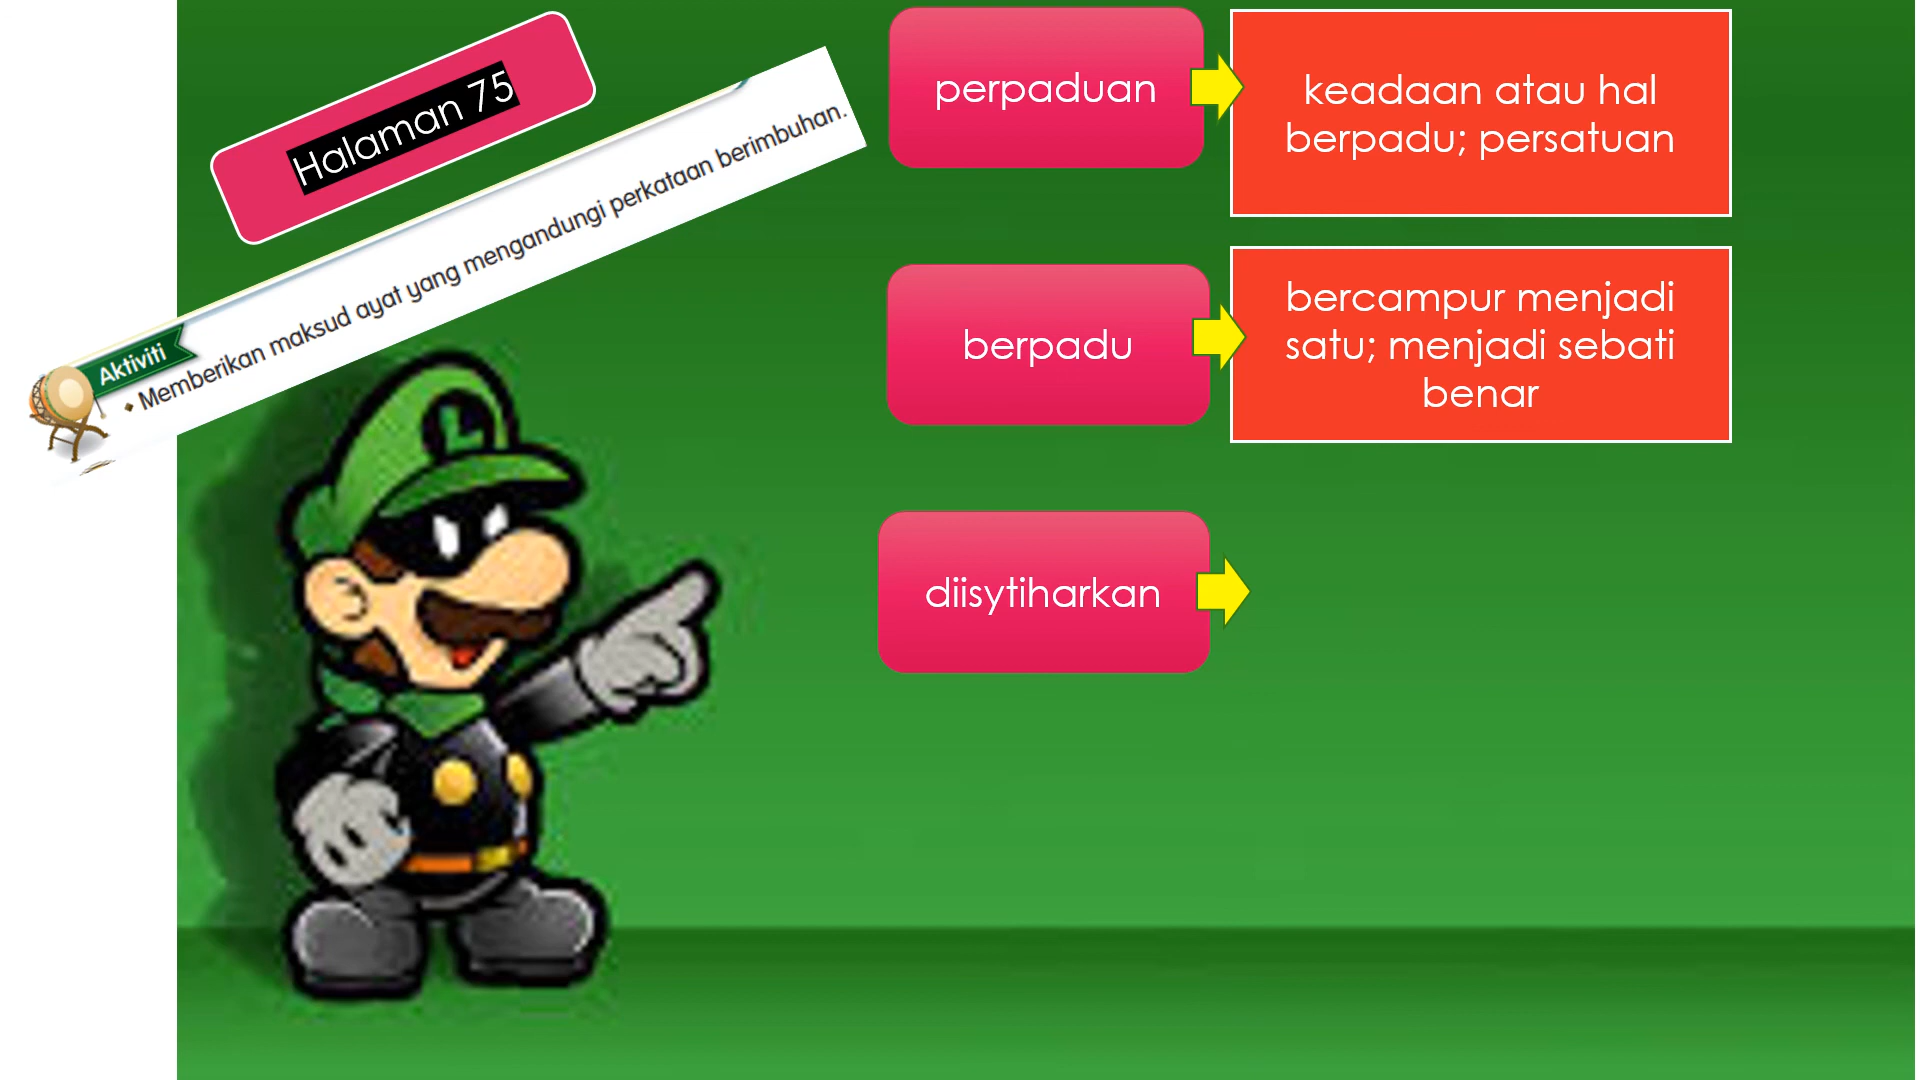 Halaman 75
Aktiviti
• Memberikan maksud ayat yang mengandungi perkataan berimbuhan.
L
perpaduan
keadaan atau hal
berpadu; persatuan
berpadu
bercampur menjadi
satu; menjadi sebati
benar
diisytiharkan